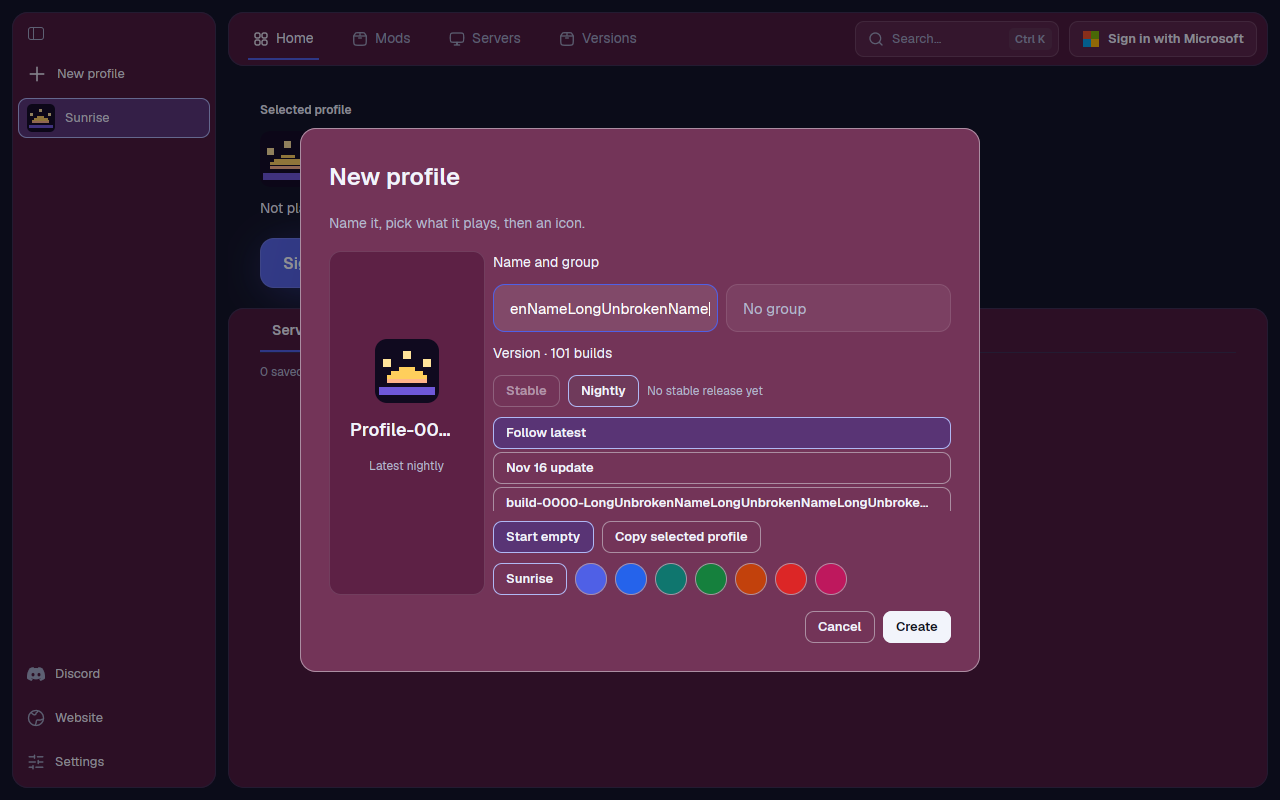 New profile
Sunrise
Discord
Website
Settings
Home
Mods
Servers
Versions
Search...
Ctrl K
Sign in with Microsoft
Selected profile
Not pl
Si
Serv
0 saved
New profile
Name it, pick what it plays, then an icon.
Profile-00...
Latest nightly
Name and group
enNameLongUnbrokenName
No group
Version · 101 builds
Stable
Nightly
No stable release yet
Follow latest
Nov 16 update
build-0000-LongUnbrokenNameLongUnbrokenNameLongUnbroke...
Start empty
Copy selected profile
Sunrise
Cancel
Create